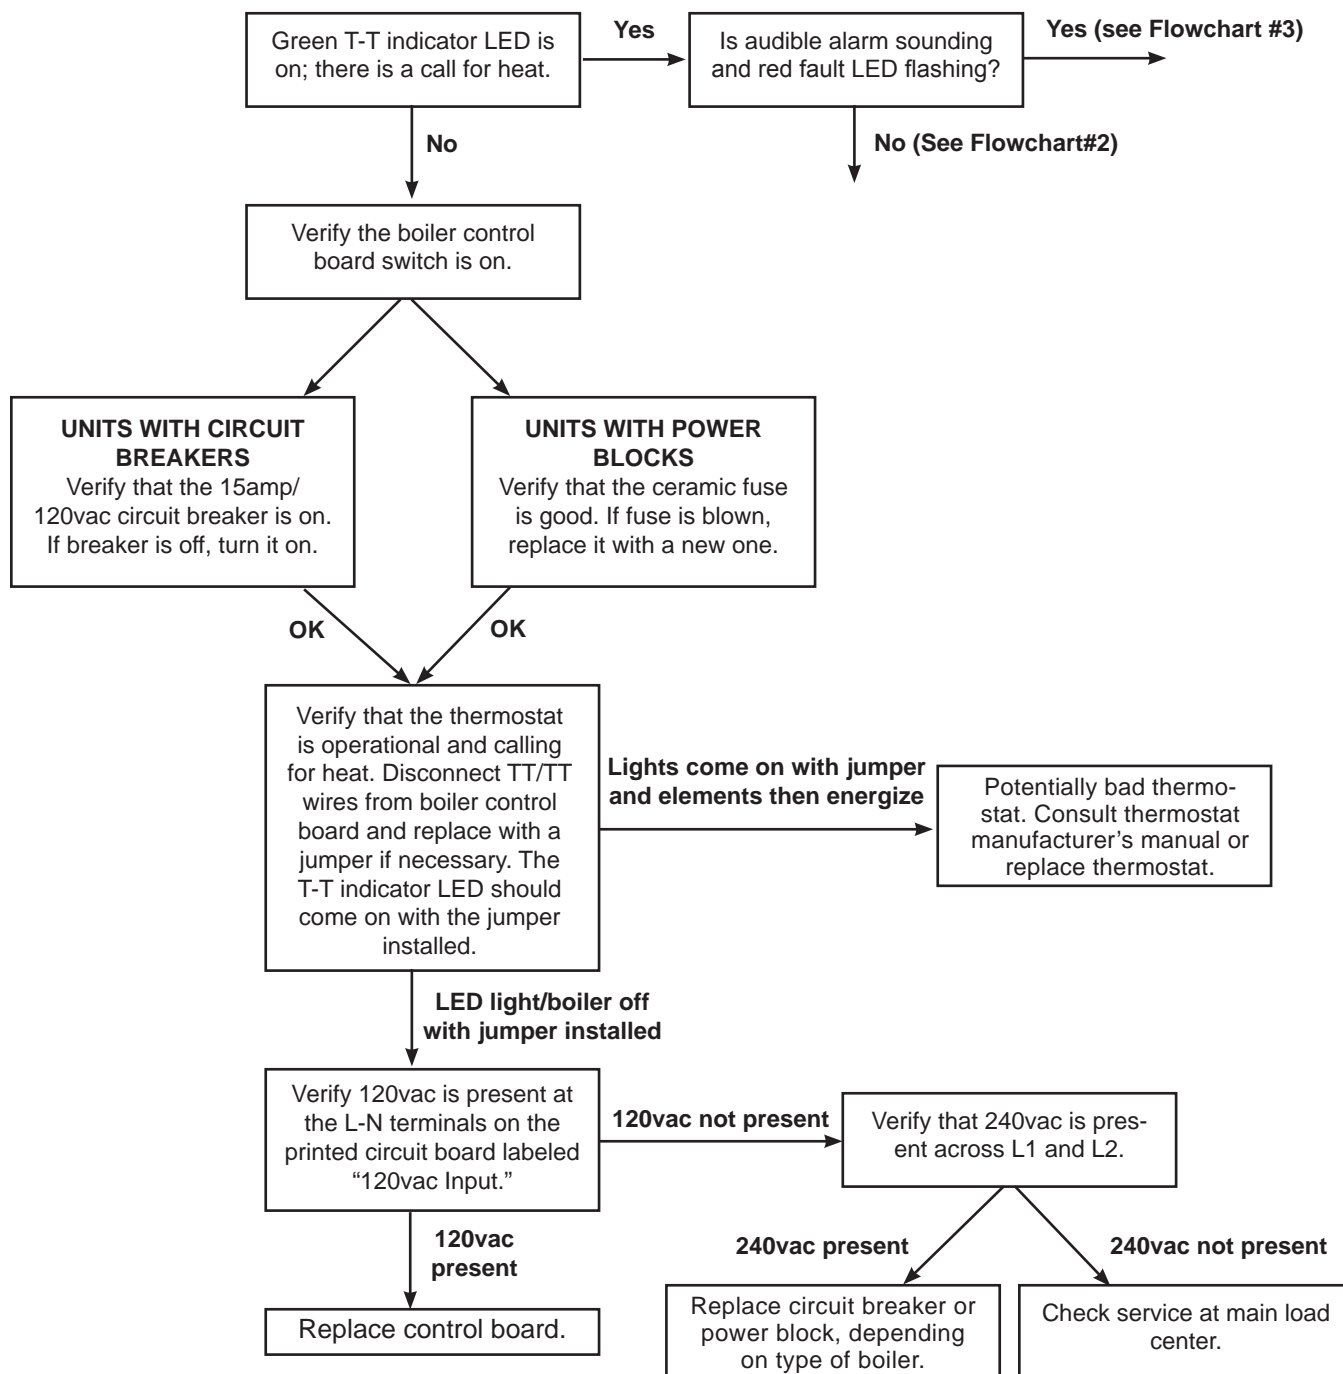 Green T-T indicator LED is
on; there is a call for heat.
Yes
Is audible alarm sounding
and red fault LED flashing?
Yes (see Flowchart #3)
No
No (See Flowchart#2)
Verify the boiler control
board switch is on.
UNITS WITH CIRCUIT
BREAKERS
Verify that the 15amp/
120vac circuit breaker is on.
If breaker is off, turn it on.
UNITS WITH POWER
BLOCKS
Verify that the ceramic fuse
is good. If fuse is blown,
replace it with a new one.
OK
OK
Verify that the thermostat
is operational and calling
for heat. Disconnect TT/TT
wires from boiler control
board and replace with a
jumper if necessary. The
T-T indicator LED should
come on with the jumper
installed.
Lights come on with jumper
and elements then energize
Potentially bad thermo-
stat. Consult thermostat
manufacturer's manual or
replace thermostat.
LED light/boiler off
with jumper installed
Verify 120vac is present at
the L-N terminals on the
printed circuit board labeled
“120vac Input.”
120vac not present
Verify that 240vac is pres-
ent across L1 and L2.
120vac
present
240vac present
240vac not present
Replace control board.
Replace circuit breaker or
power block, depending
on type of boiler.
Check service at main load
center.